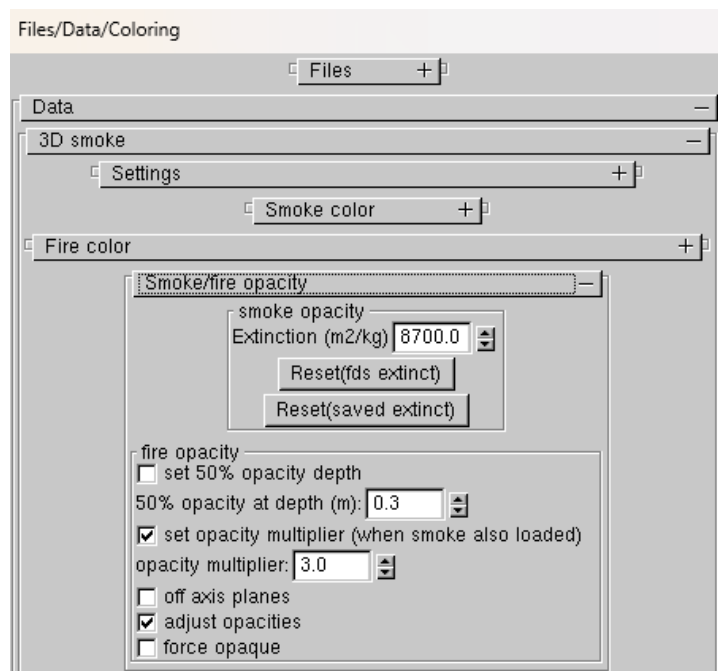 Files/Data/Coloring
Files +
Data –
3D smoke –
Settings +
Smoke color +
Fire color +
Smoke/fire opacity –
smoke opacity
Extinction (m2/kg) 8700.0
Reset(fds extinct)
Reset(saved extinct)
fire opacity
set 50% opacity depth
50% opacity at depth (m): 0.3
set opacity multiplier (when smoke also loaded)
opacity multiplier: 3.0
off axis planes
adjust opacities
force opaque